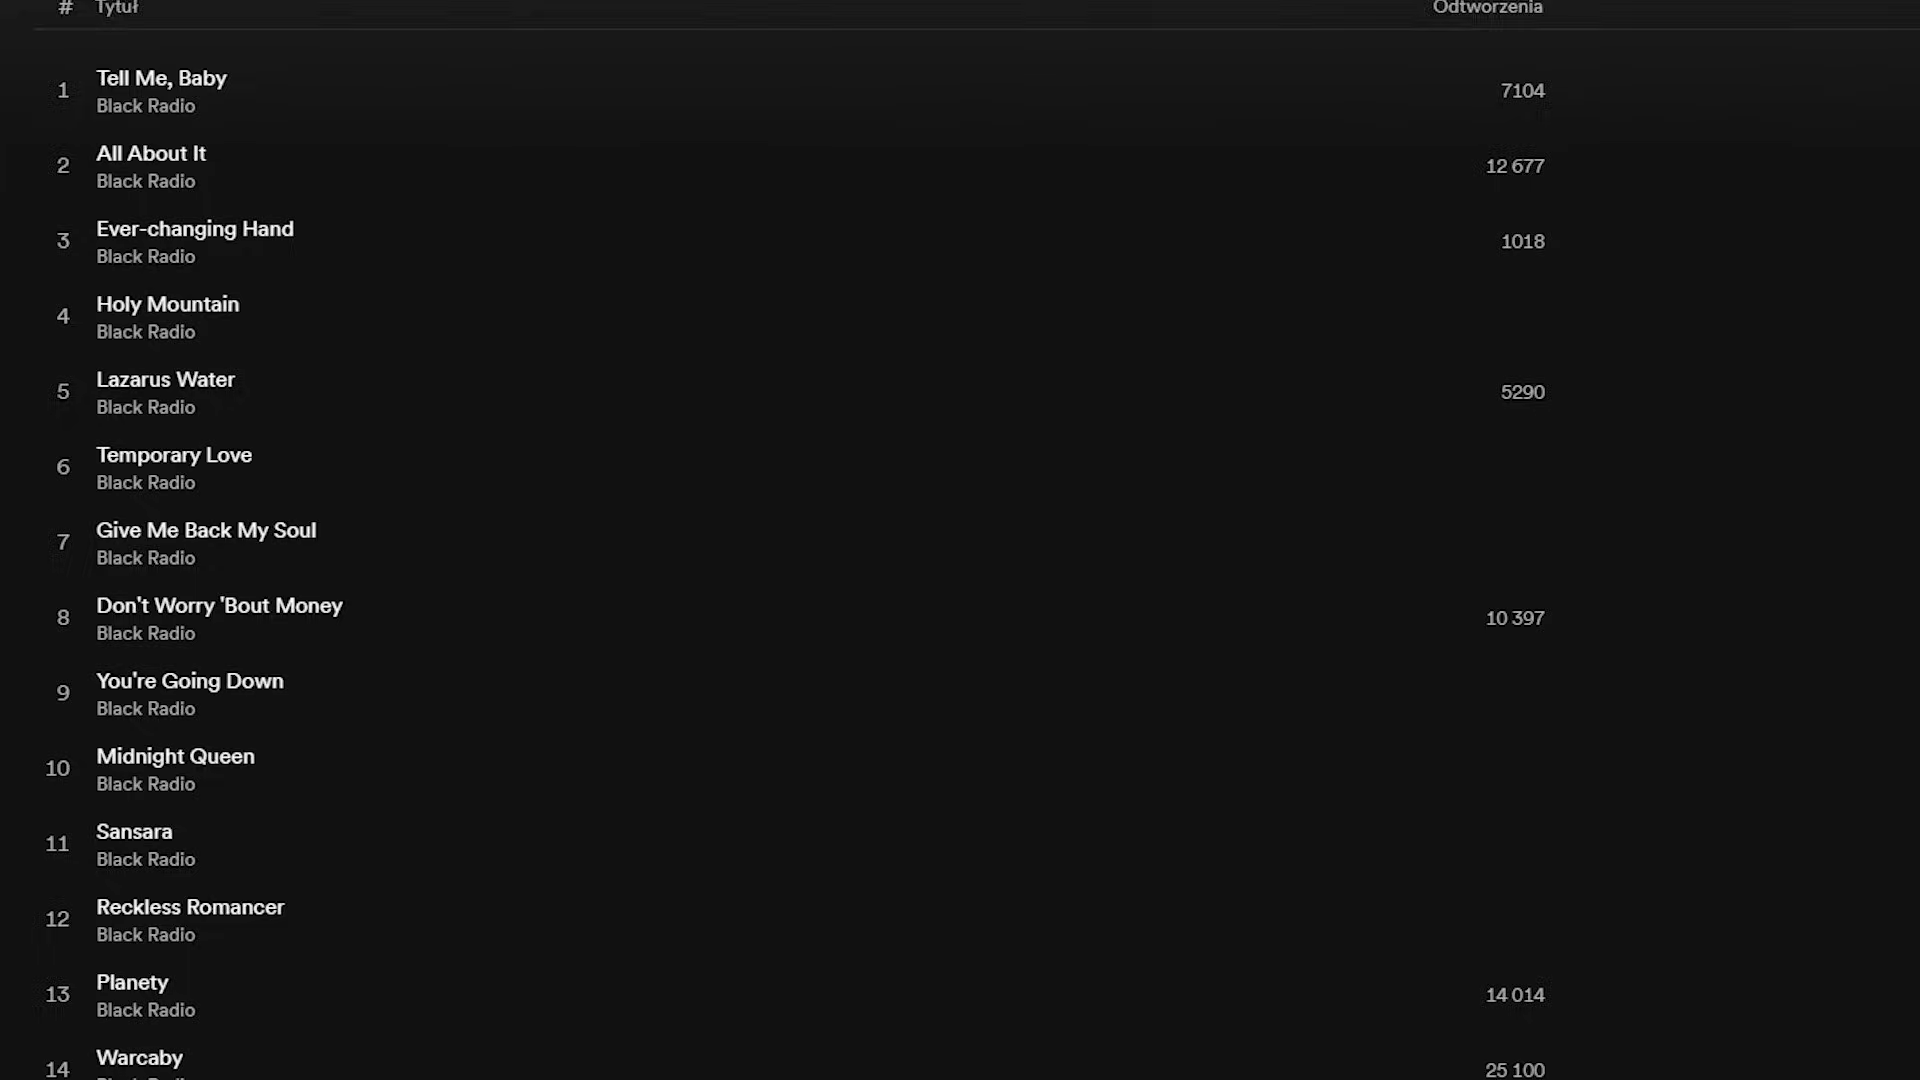 # Tytuł Odtworzenia
1 Tell Me, Baby 7104
Black Radio
2 All About It 12 677
Black Radio
3 Ever-changing Hand 1018
Black Radio
4 Holy Mountain
Black Radio
5 Lazarus Water 5290
Black Radio
6 Temporary Love
Black Radio
7 Give Me Back My Soul
Black Radio
8 Don't Worry 'Bout Money 10 397
Black Radio
9 You're Going Down
Black Radio
10 Midnight Queen
Black Radio
11 Sansara
Black Radio
12 Reckless Romancer
Black Radio
13 Planety 14 014
Black Radio
14 Warcaby 25 100
Black Radio